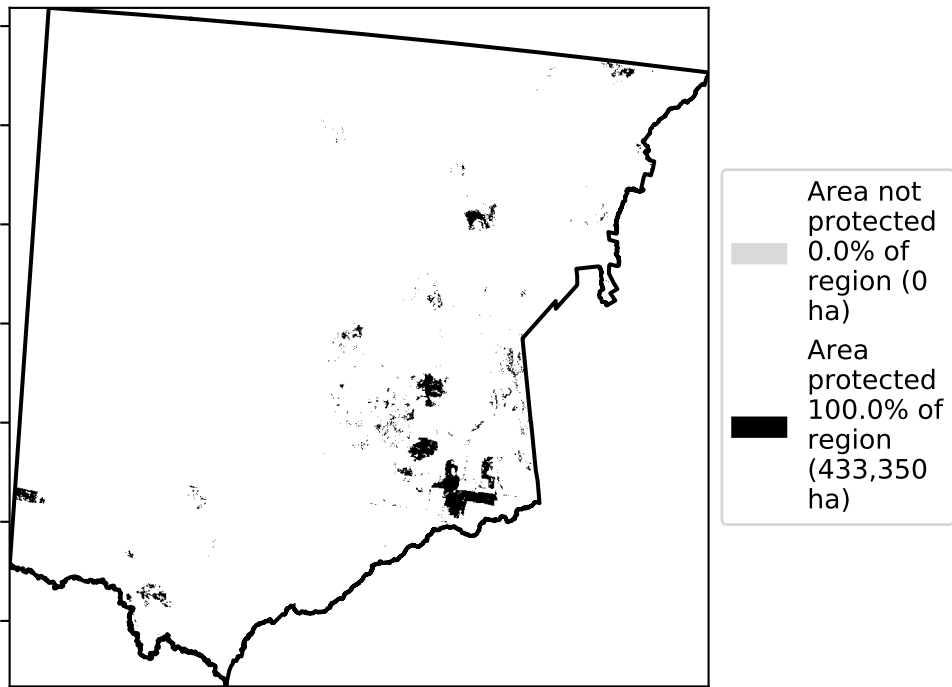 Area not
protected
0.0% of
region (0
ha)
Area
protected
100.0% of
region
(433,350
ha)